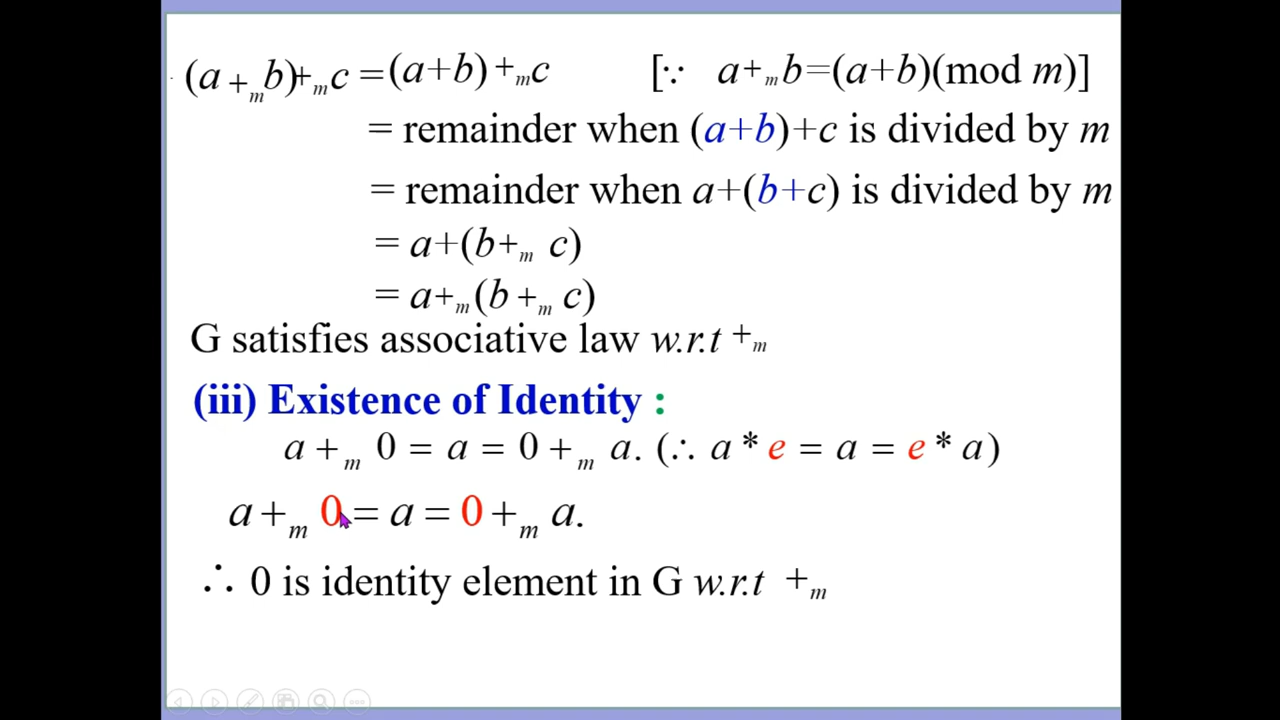 (a +ₘ b)+ₘ c = (a+b) +ₘ c [∵ a+ₘ b=(a+b)(mod m)]
= remainder when (a+b)+c is divided by m
= remainder when a+(b+c) is divided by m
= a+(b+ₘ c)
= a+ₘ (b +ₘ c)
G satisfies associative law w.r.t +ₘ
(iii) Existence of Identity :
a +ₘ 0 = a = 0 +ₘ a. (∴ a * e = a = e * a)
a +ₘ 0 = a = 0 +ₘ a.
∴ 0 is identity element in G w.r.t +ₘ